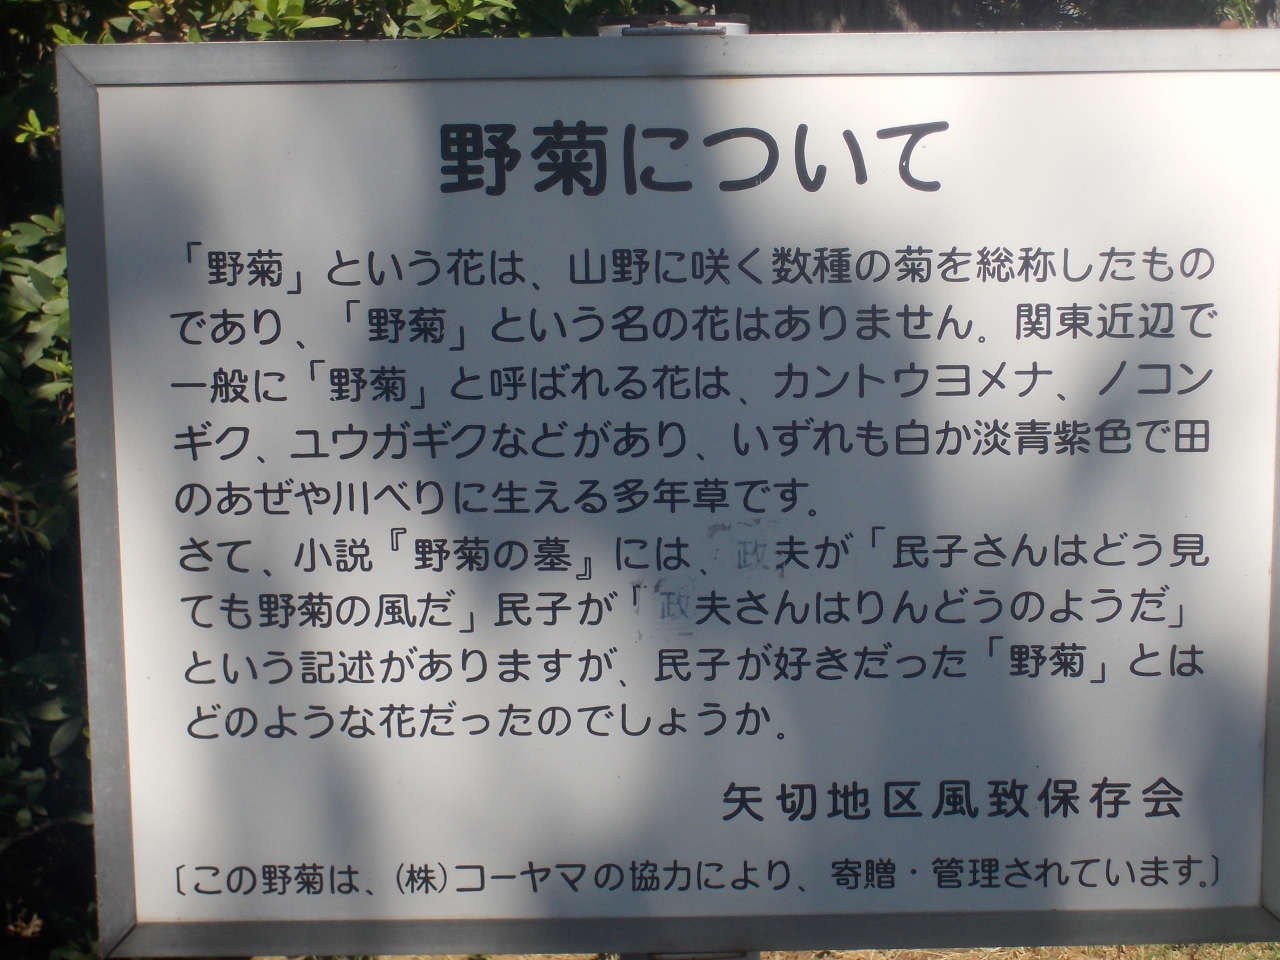 野菊について
「野菊」という花は、山野に咲く数種の菊を総称したもの
であり、「野菊」という名の花はありません。関東近辺で
一般に「野菊」と呼ばれる花は、カントウヨメナ、ノコン
ギク、ユウガギクなどがあり、いずれも白か淡青紫色で田
のあぜや川べりに生える多年草です。
さて、小説『野菊の墓』には、政夫が「民子さんはどう見
ても野菊の風だ」民子が「政夫さんはりんどうのようだ」
という記述がありますが、民子が好きだった「野菊」とは
どのような花だったのでしょうか。
矢切地区風致保存会
〔この野菊は、(株)コーヤマの協力により、寄贈・管理されています。〕